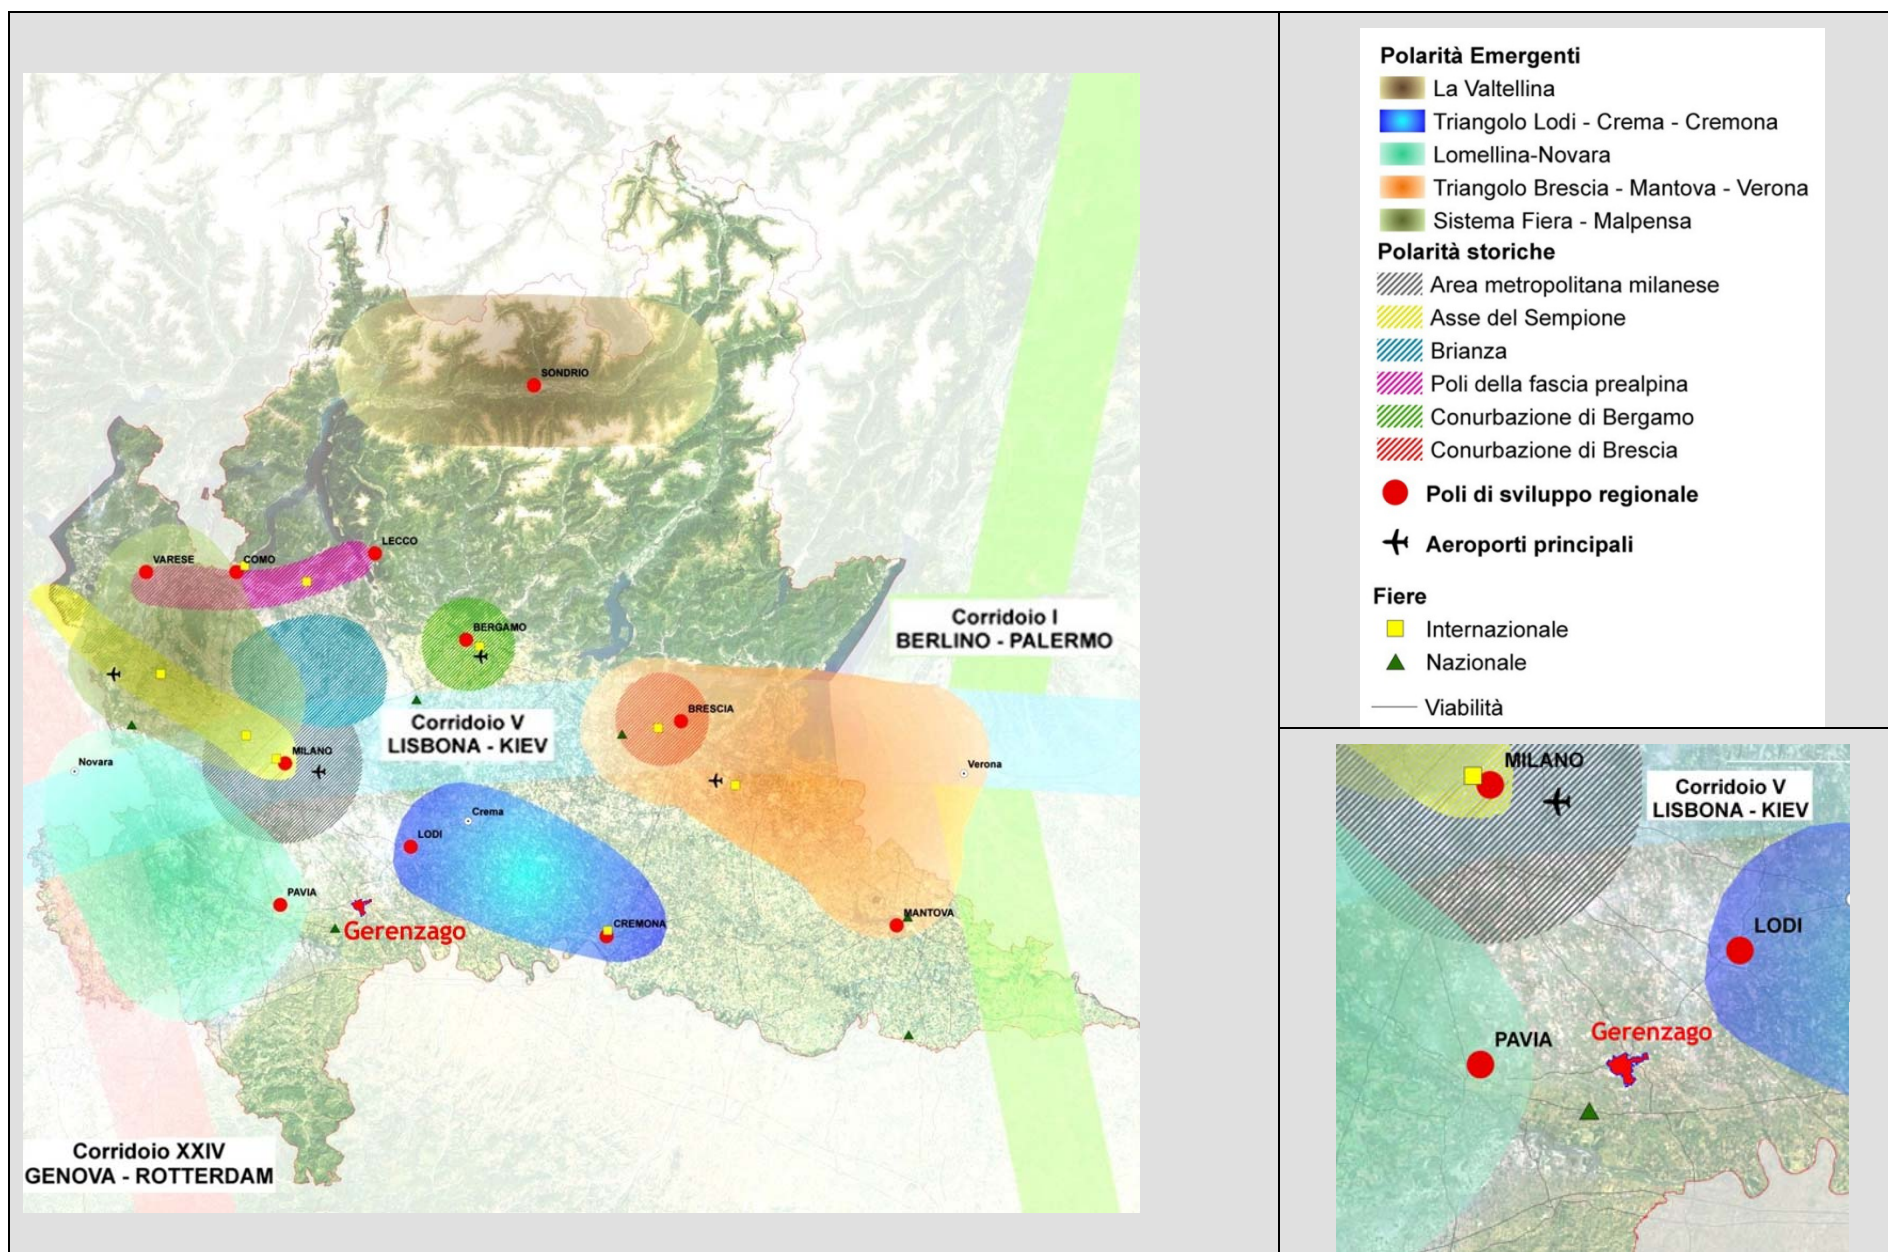 SONDRIO
LECCO
VARESE
COMO
BERGAMO
Corridoio I
BERLINO - PALERMO
BRESCIA
Corridoio V
LISBONA - KIEV
MILANO
Novara
Verona
Crema
LODI
PAVIA
Gerenzago
CREMONA
MANTOVA
Corridoio XXIV
GENOVA - ROTTERDAM
Polarità Emergenti
La Valtellina
Triangolo Lodi - Crema - Cremona
Lomellina-Novara
Triangolo Brescia - Mantova - Verona
Sistema Fiera - Malpensa
Polarità storiche
Area metropolitana milanese
Asse del Sempione
Brianza
Poli della fascia prealpina
Conurbazione di Bergamo
Conurbazione di Brescia
Poli di sviluppo regionale
Aeroporti principali
Fiere
Internazionale
Nazionale
Viabilità
MILANO
Corridoio V
LISBONA - KIEV
LODI
Gerenzago
PAVIA